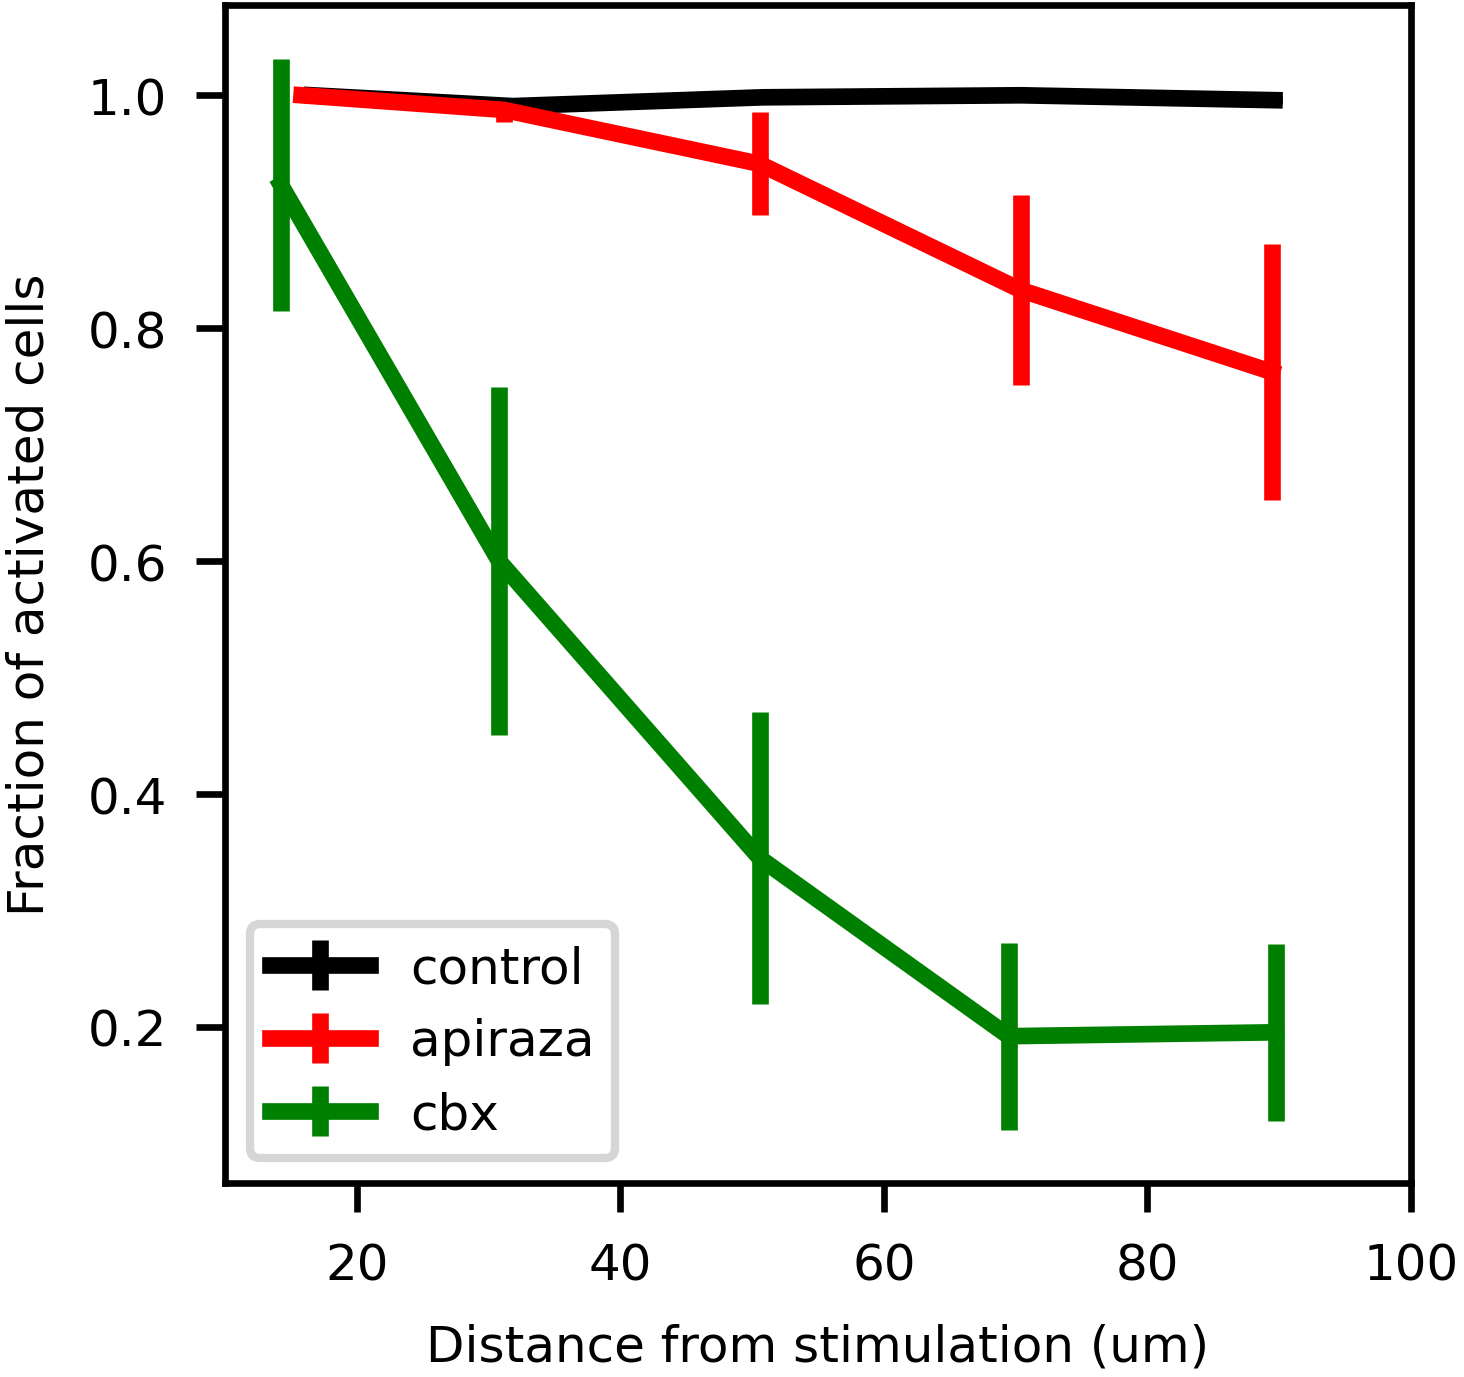 Fraction of activated cells
1.0
0.8
0.6
0.4
0.2
control
apiraza
cbx
20 40 60 80 100
Distance from stimulation (um)